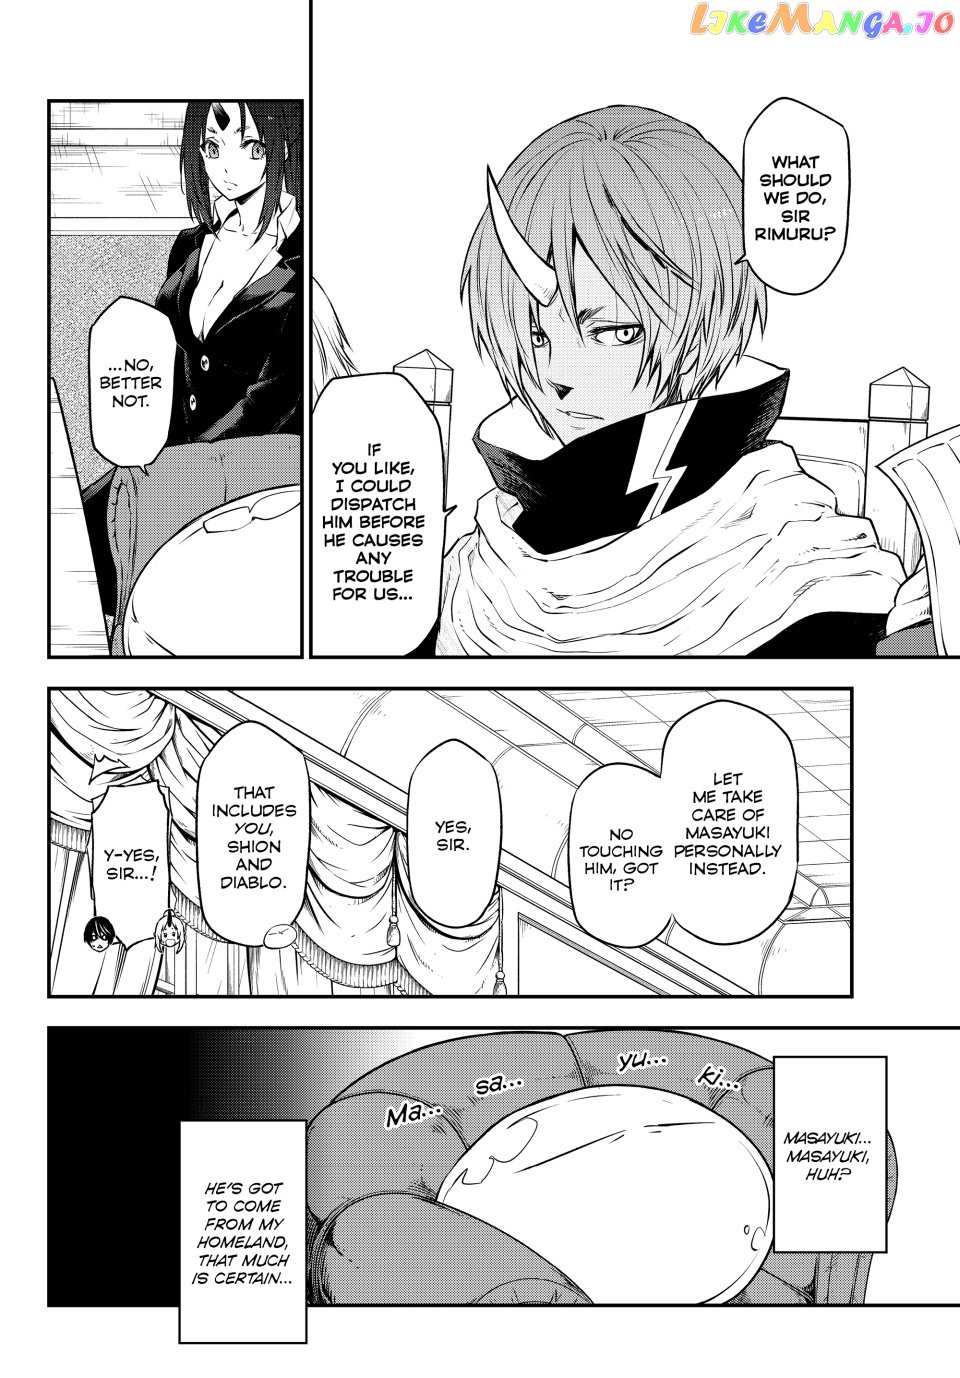 LIKEMANGA.IO
WHAT
SHOULD
WE DO,
SIR
RIMURU?
IF
YOU LIKE,
I COULD
DISPATCH
HIM BEFORE
HE CAUSES
ANY
TROUBLE
FOR US...
...NO,
BETTER
NOT.
LET
ME TAKE
CARE OF
MASAYUKI
PERSONALLY
INSTEAD.
NO
TOUCHING
HIM, GOT
IT?
YES,
SIR.
THAT
INCLUDES
YOU,
SHION
AND
DIABLO.
Y-YES,
SIR...!
MASAYUKI...
MASAYUKI,
HUH?
Ma... sa... yu... ki...
HE'S GOT
TO COME
FROM MY
HOMELAND,
THAT MUCH
IS CERTAIN...